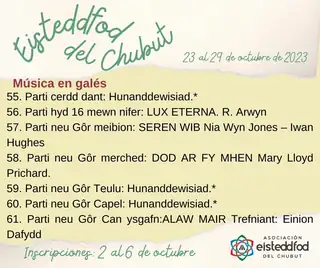 Eisteddfod
del Chubut
23 al 29 de octubre de 2023
Música en galés
55. Parti cerdd dant: Hunanddewisiad.*
56. Parti hyd 16 mewn nifer: LUX ETERNA. R. Arwyn
57. Parti neu Gôr meibion: SEREN WIB Nia Wyn Jones – Iwan
Hughes
58. Parti neu Gôr merched: DOD AR FY MHEN Mary Lloyd
Prichard.
59. Parti neu Gôr Teulu: Hunanddewisiad.*
60. Parti neu Gôr Capel: Hunanddewisiad.*
61. Parti neu Gôr Can ysgafn:ALAW MAIR Trefniant: Einion
Dafydd
Inscripciones: 2 al 6 de octubre
ASOCIACIÓN
eisteddfod
DEL CHUBUT